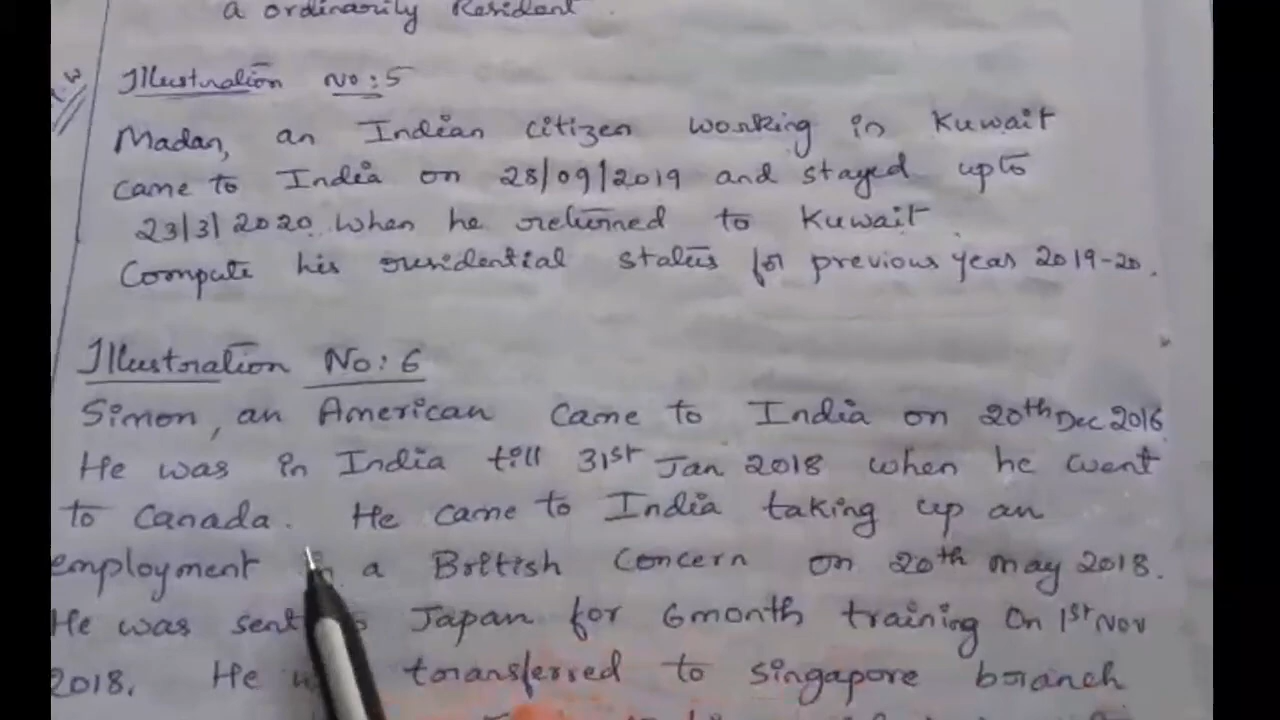 a ordinarily Resident
Illustration No: 5
Madan, an Indian citizen working in Kuwait
came to India on 28/09/2019 and stayed upto
23/3/2020 when he returned to Kuwait
Compute his residential status for previous year 2019-20.
Illustration No: 6
Simon, an American came to India on 20th Dec 2016
He was in India till 31st Jan 2018 when he went
to Canada. He came to India taking up an
employment a British Concern on 20th may 2018.
He was sent Japan for 6 month training On 1st Nov
2018. He transferred to Singapore branch